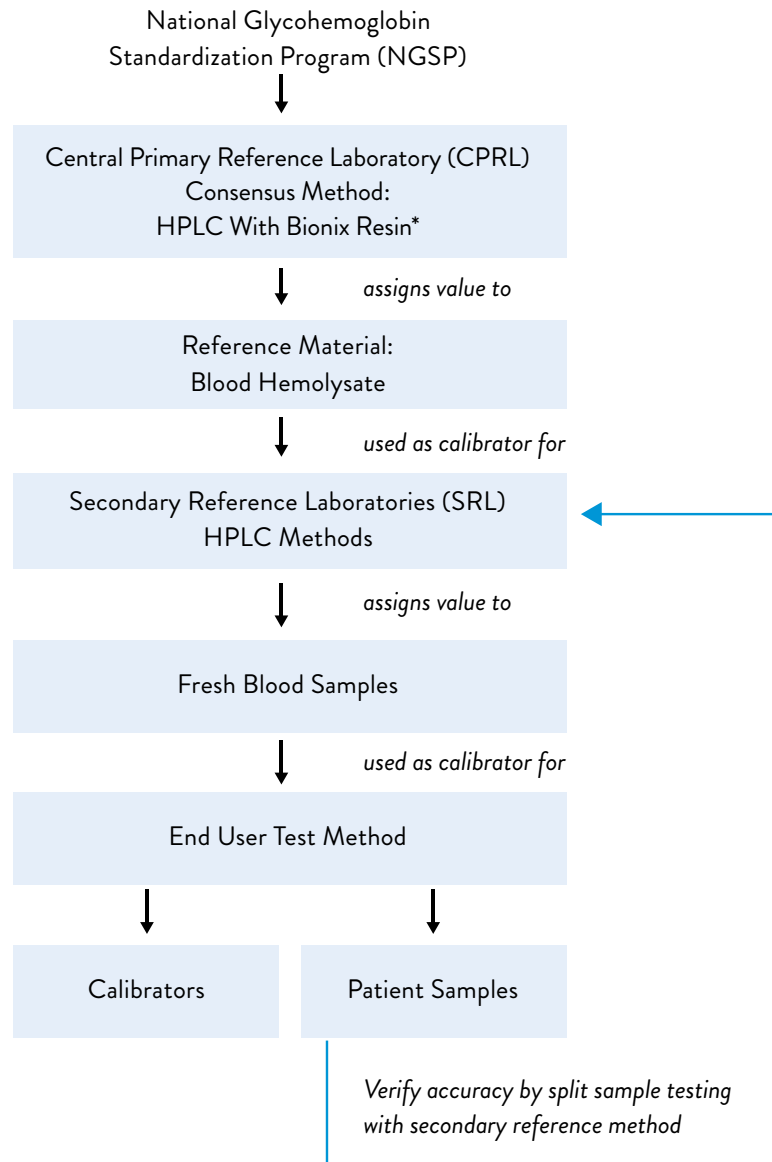 National Glycohemoglobin
Standardization Program (NGSP)
Central Primary Reference Laboratory (CPRL)
Consensus Method:
HPLC With Bionix Resin*
assigns value to
Reference Material:
Blood Hemolysate
used as calibrator for
Secondary Reference Laboratories (SRL)
HPLC Methods
assigns value to
Fresh Blood Samples
used as calibrator for
End User Test Method
Calibrators
Patient Samples
Verify accuracy by split sample testing
with secondary reference method